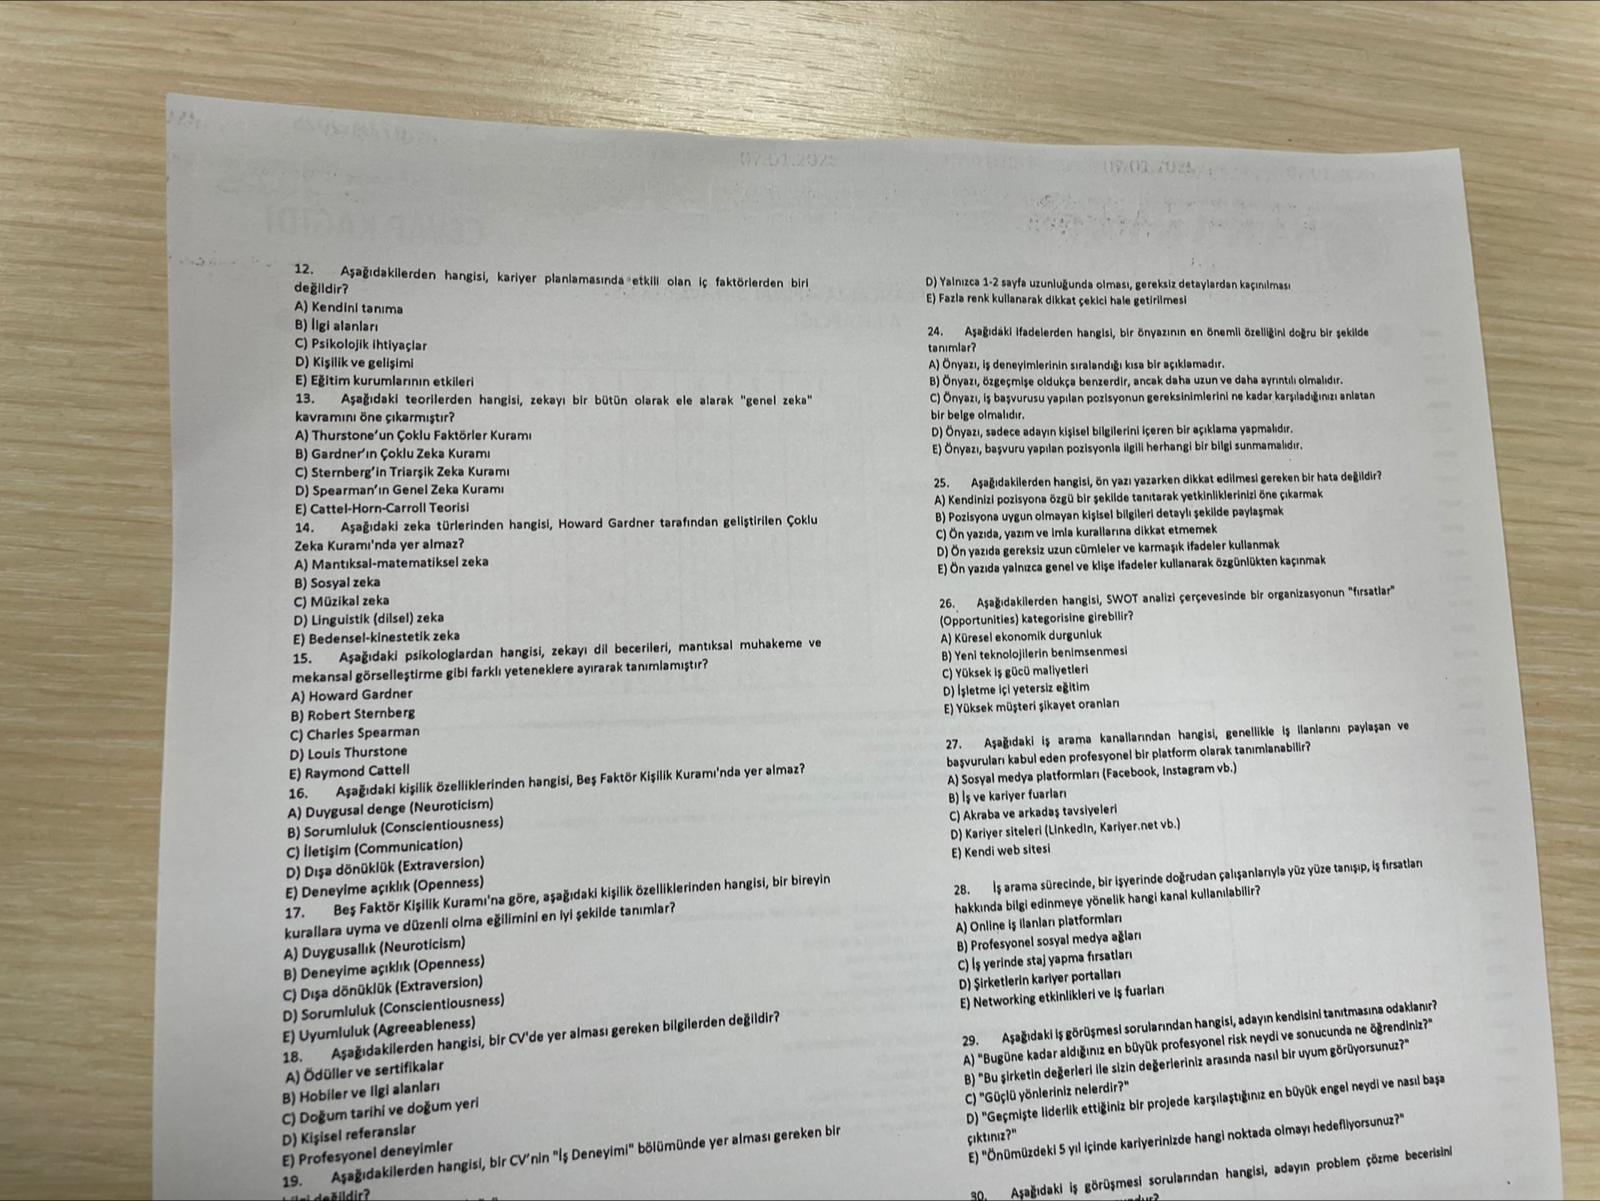 07.01.202
12. Aşağıdakilerden hangisi, kariyer planlamasında etkili olan iç faktörlerden biri
değildir?
A) Kendini tanıma
B) İlgi alanları
C) Psikolojik ihtiyaçlar
D) Kişilik ve gelişimi
E) Eğitim kurumlarının etkileri
13. Aşağıdaki teorilerden hangisi, zekayı bir bütün olarak ele alarak "genel zeka"
kavramını öne çıkarmıştır?
A) Thurstone'un Çoklu Faktörler Kuramı
B) Gardner'ın Çoklu Zeka Kuramı
C) Sternberg'in Triarşik Zeka Kuramı
D) Spearman'ın Genel Zeka Kuramı
E) Cattel-Horn-Carroll Teorisi
14. Aşağıdaki zeka türlerinden hangisi, Howard Gardner tarafından geliştirilen Çoklu
Zeka Kuramı'nda yer almaz?
A) Mantıksal-matematiksel zeka
B) Sosyal zeka
C) Müzikal zeka
D) Linguistik (dilsel) zeka
E) Bedensel-kinestetik zeka
15. Aşağıdaki psikologlardan hangisi, zekayı dil becerileri, mantıksal muhakeme ve
mekansal görselleştirme gibi farklı yeteneklere ayırarak tanımlamıştır?
A) Howard Gardner
B) Robert Sternberg
C) Charles Spearman
D) Louis Thurstone
E) Raymond Cattell
16. Aşağıdaki kişilik özelliklerinden hangisi, Beş Faktör Kişilik Kuramı'nda yer almaz?
A) Duygusal denge (Neuroticism)
B) Sorumluluk (Conscientiousness)
C) İletişim (Communication)
D) Dışa dönüklük (Extraversion)
E) Deneyime açıklık (Openness)
17. Beş Faktör Kişilik Kuramı'na göre, aşağıdaki kişilik özelliklerinden hangisi, bir bireyin
kurallara uyma ve düzenli olma eğilimini en iyi şekilde tanımlar?
A) Duygusallık (Neuroticism)
B) Deneyime açıklık (Openness)
C) Dışa dönüklük (Extraversion)
D) Sorumluluk (Conscientiousness)
E) Uyumluluk (Agreeableness)
18. Aşağıdakilerden hangisi, bir CV'de yer alması gereken bilgilerden değildir?
A) Ödüller ve sertifikalar
B) Hobiler ve ilgi alanları
C) Doğum tarihi ve doğum yeri
D) Kişisel referanslar
E) Profesyonel deneyimler
19. Aşağıdakilerden hangisi, bir CV'nin "İş Deneyimi" bölümünde yer alması gereken bir
değildir?
D) Yalnızca 1-2 sayfa uzunluğunda olması, gereksiz detaylardan kaçınılması
E) Fazla renk kullanarak dikkat çekici hale getirilmesi
24. Aşağıdaki ifadelerden hangisi, bir önyazının en önemli özelliğini doğru bir şekilde
tanımlar?
A) Önyazı, iş deneyimlerinin sıralandığı kısa bir açıklamadır.
B) Önyazı, özgeçmişe oldukça benzerdir, ancak daha uzun ve daha ayrıntılı olmalıdır.
C) Önyazı, iş başvurusu yapılan pozisyonun gereksinimlerini ne kadar karşıladığınızı anlatan
bir belge olmalıdır.
D) Önyazı, sadece adayın kişisel bilgilerini içeren bir açıklama yapmalıdır.
E) Önyazı, başvuru yapılan pozisyonla ilgili herhangi bir bilgi sunmamalıdır.
25. Aşağıdakilerden hangisi, ön yazı yazarken dikkat edilmesi gereken bir hata değildir?
A) Kendinizi pozisyona özgü bir şekilde tanıtarak yetkinliklerinizi öne çıkarmak
B) Pozisyona uygun olmayan kişisel bilgileri detaylı şekilde paylaşmak
C) Ön yazıda, yazım ve imla kurallarına dikkat etmemek
D) Ön yazıda gereksiz uzun cümleler ve karmaşık ifadeler kullanmak
E) Ön yazıda yalnızca genel ve klişe ifadeler kullanarak özgünlükten kaçınmak
26. Aşağıdakilerden hangisi, SWOT analizi çerçevesinde bir organizasyonun "fırsatlar"
(Opportunities) kategorisine girebilir?
A) Küresel ekonomik durgunluk
B) Yeni teknolojilerin benimsenmesi
C) Yüksek iş gücü maliyetleri
D) İşletme içi yetersiz eğitim
E) Yüksek müşteri şikayet oranları
27. Aşağıdaki iş arama kanallarından hangisi, genellikle iş ilanlarını paylaşan ve
başvuruları kabul eden profesyonel bir platform olarak tanımlanabilir?
A) Sosyal medya platformları (Facebook, Instagram vb.)
B) İş ve kariyer fuarları
C) Akraba ve arkadaş tavsiyeleri
D) Kariyer siteleri (LinkedIn, Kariyer.net vb.)
E) Kendi web sitesi
28. İş arama sürecinde, bir işyerinde doğrudan çalışanlarıyla yüz yüze tanışıp, iş fırsatları
hakkında bilgi edinmeye yönelik hangi kanal kullanılabilir?
A) Online iş ilanları platformları
B) Profesyonel sosyal medya ağları
C) İş yerinde staj yapma fırsatları
D) Şirketlerin kariyer portalları
E) Networking etkinlikleri ve iş fuarları
29. Aşağıdaki iş görüşmesi sorularından hangisi, adayın kendisini tanıtmasına odaklanır?
A) "Bugüne kadar aldığınız en büyük profesyonel risk neydi ve sonucunda ne öğrendiniz?"
B) "Bu şirketin değerleri ile sizin değerleriniz arasında nasıl bir uyum görüyorsunuz?"
C) "Güçlü yönleriniz nelerdir?"
D) "Geçmişte liderlik ettiğiniz bir projede karşılaştığınız en büyük engel neydi ve nasıl başa
çıktınız?"
E) "Önümüzdeki 5 yıl içinde kariyerinizde hangi noktada olmayı hedefliyorsunuz?"
30. Aşağıdaki iş görüşmesi sorularından hangisi, adayın problem çözme becerisini